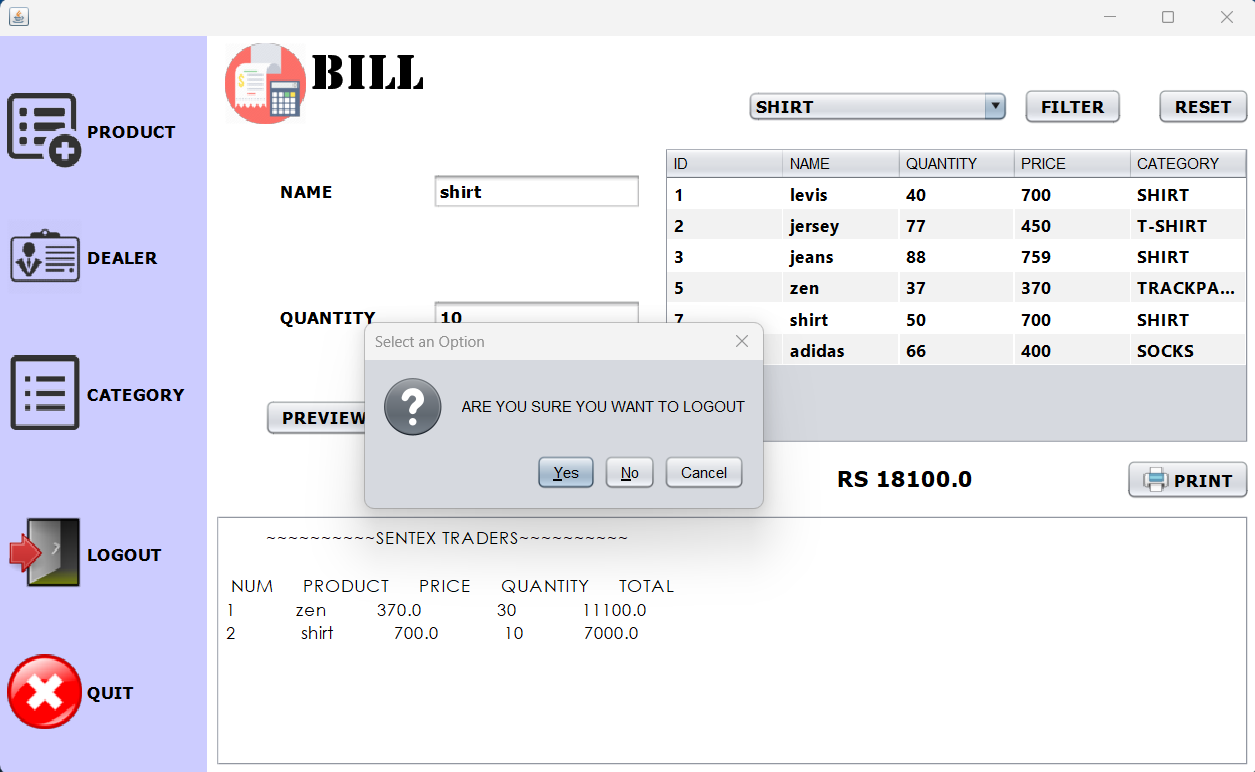 BILL
SHIRT
FILTER
RESET
PRODUCT
DEALER
CATEGORY
LOGOUT
QUIT
NAME
shirt
QUANTITY
10
PREVIEW
ID NAME QUANTITY PRICE CATEGORY
1 levis 40 700 SHIRT
2 jersey 77 450 T-SHIRT
3 jeans 88 759 SHIRT
5 zen 37 370 TRACKPA...
7 shirt 50 700 SHIRT
adidas 66 400 SOCKS
Select an Option
ARE YOU SURE YOU WANT TO LOGOUT
Yes No Cancel
RS 18100.0
PRINT
~~~~~~~~~~SENTEX TRADERS~~~~~~~~~~
NUM PRODUCT PRICE QUANTITY TOTAL
1 zen 370.0 30 11100.0
2 shirt 700.0 10 7000.0